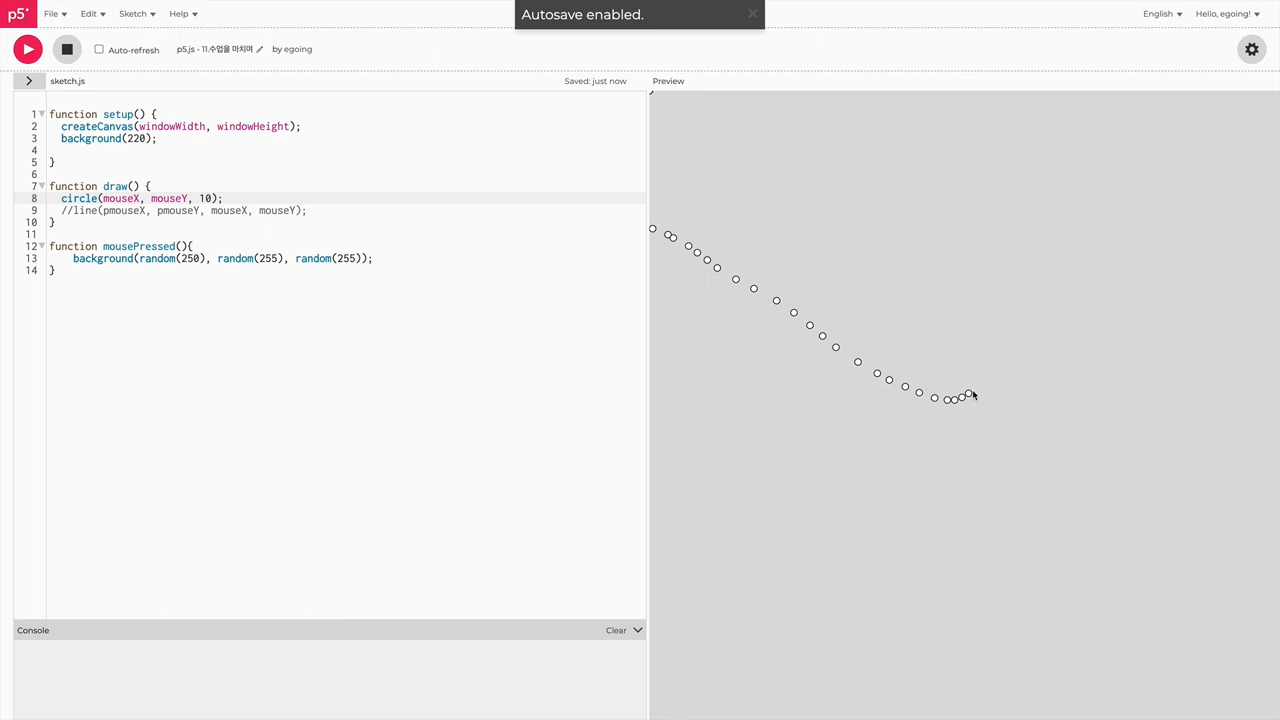 p5*
File Edit Sketch Help
Autosave enabled.
English Hello, egoing!
Auto-refresh p5.js - 11.수업을 마치며 by egoing
sketch.js Saved: just now Preview
1 function setup() {
2 createCanvas(windowWidth, windowHeight);
3 background(220);
4
5 }
6
7 function draw() {
8 circle(mouseX, mouseY, 10);
9 //line(pmouseX, pmouseY, mouseX, mouseY);
10 }
11
12 function mousePressed(){
13 background(random(250), random(255), random(255));
14 }
Console Clear